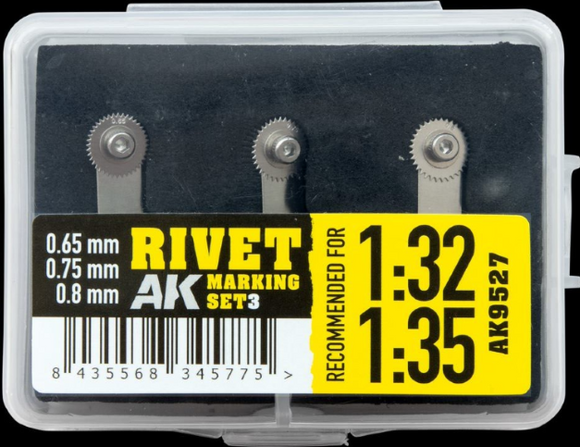 0.65 mm
0.75 mm
0.8 mm
RIVET
AK MARKING
SET3
8 435568 345775 >
RECOMMENDED FOR
1:32
1:35
AK9527